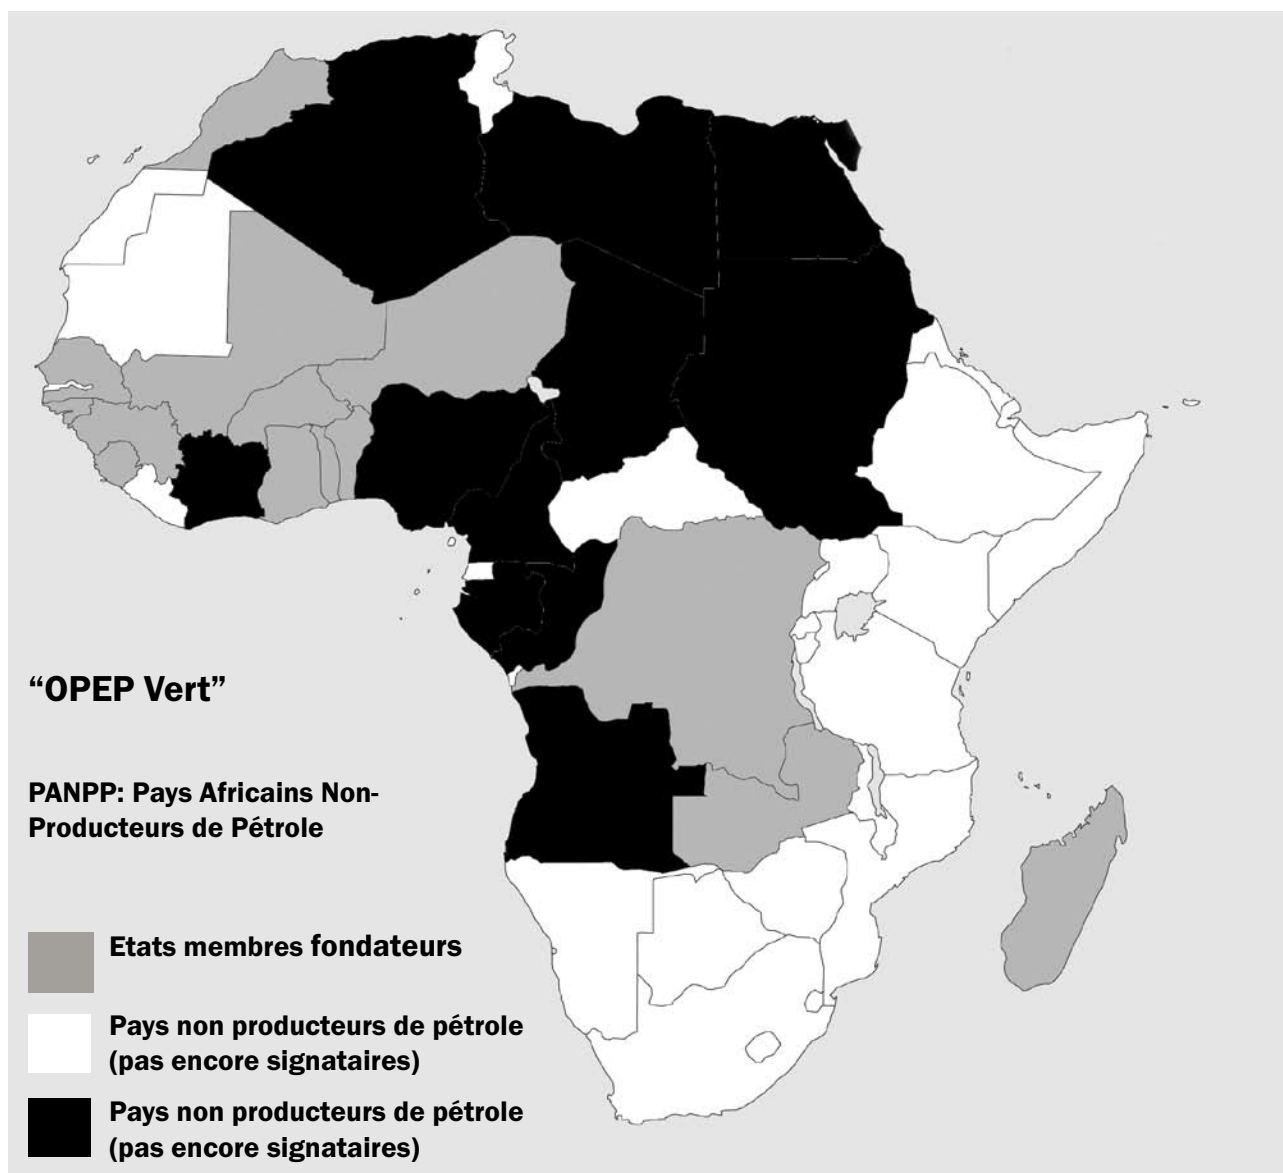 “OPEP Vert”
PANPP: Pays Africains Non-
Producteurs de Pétrole
Etats membres fondateurs
Pays non producteurs de pétrole
(pas encore signataires)
Pays non producteurs de pétrole
(pas encore signataires)